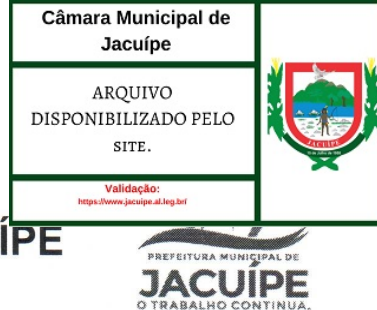 Câmara Municipal de
Jacuípe
ARQUIVO
DISPONIBILIZADO PELO
SITE.
Validação:
https://www.jacuipe.al.leg.br/
JACUÍPE
ÍPE
PREFEITURA MUNICIPAL DE
JACUÍPE
O TRABALHO CONTINUA.